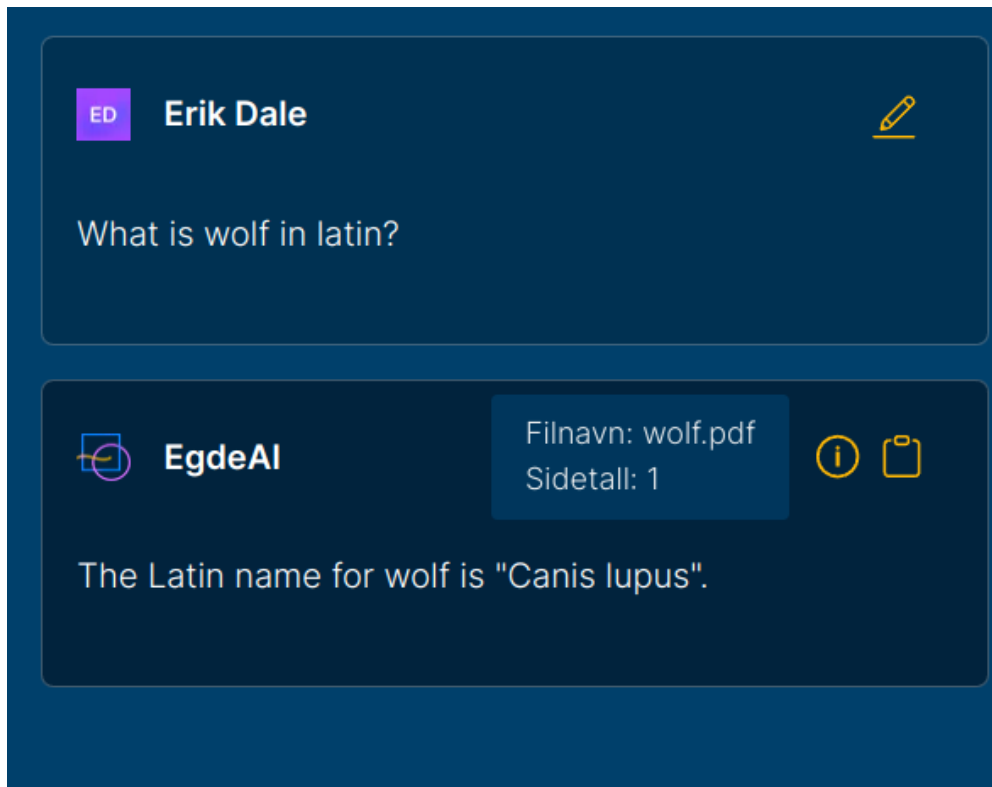 ED
Erik Dale
What is wolf in latin?
EgdeAI
Filnavn: wolf.pdf
Sidetall: 1
The Latin name for wolf is "Canis lupus".